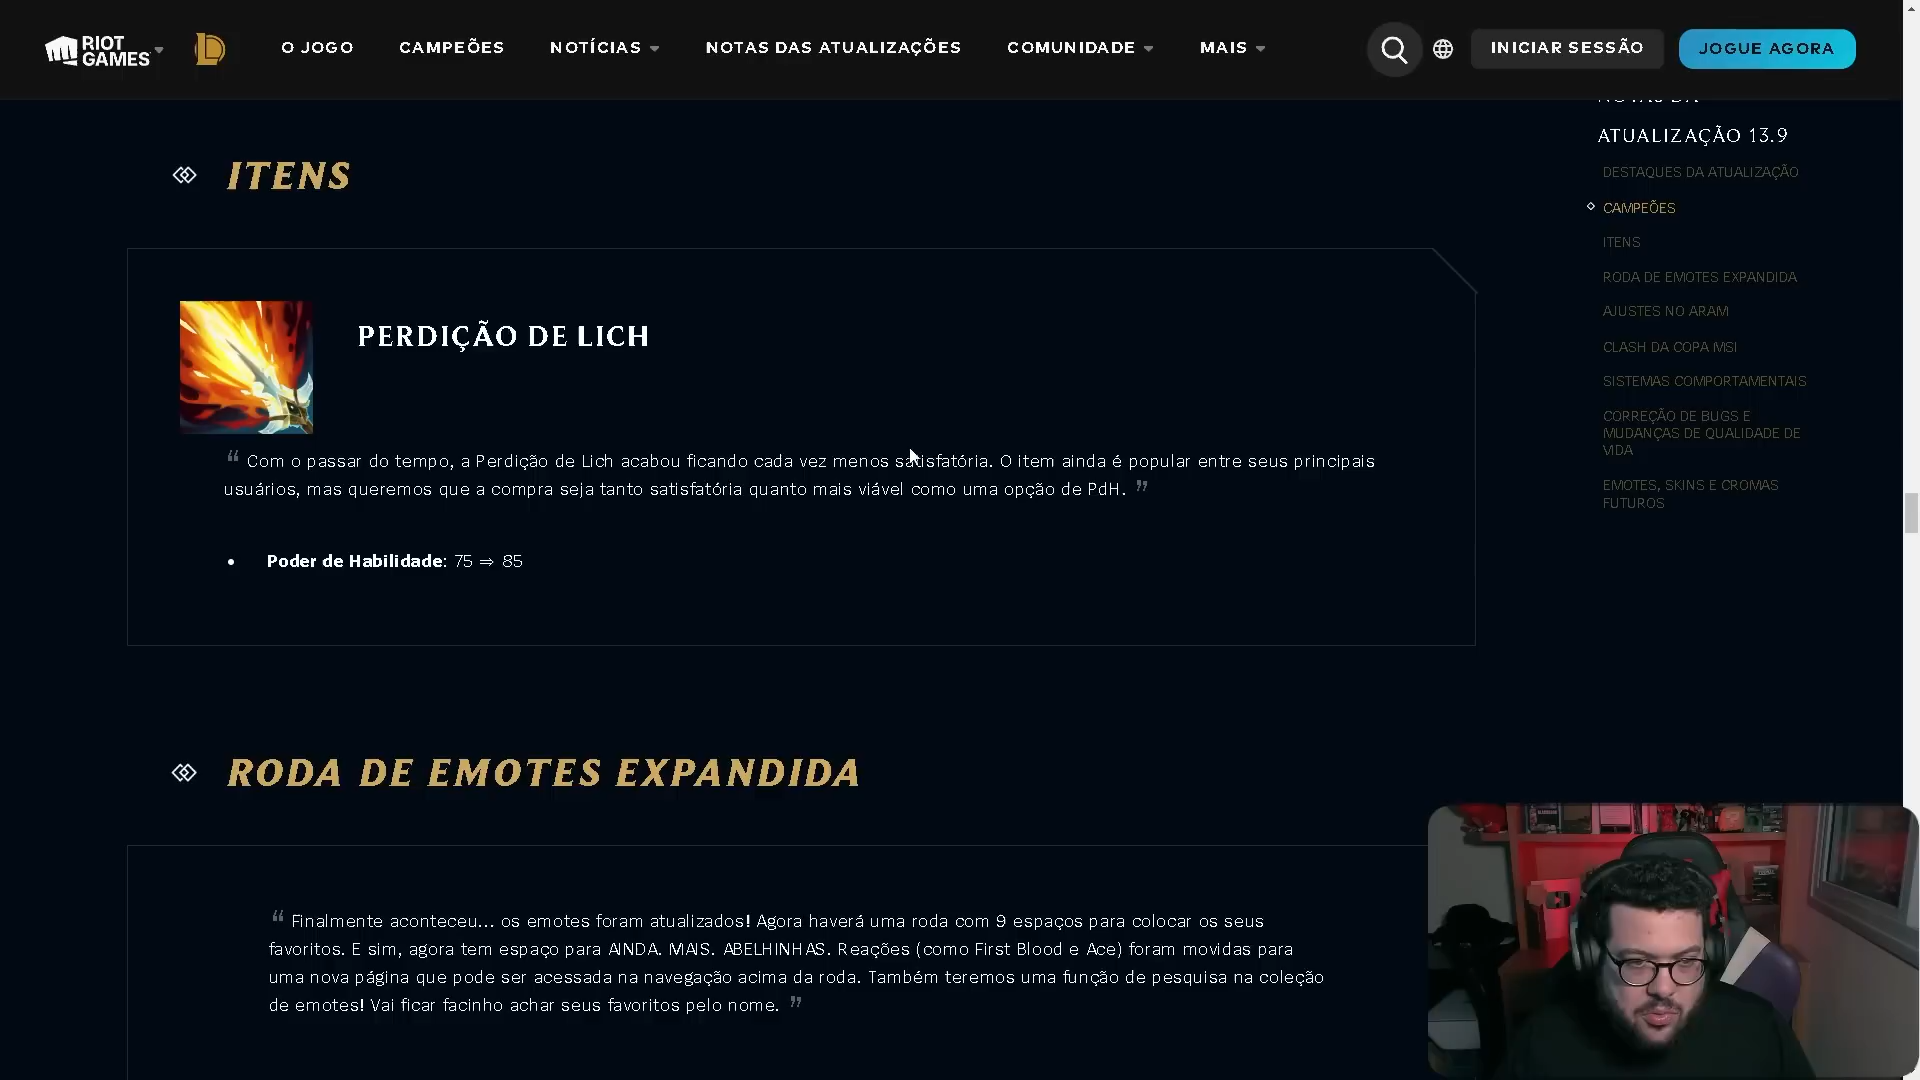 RIOT GAMES
O JOGO
CAMPEÕES
NOTÍCIAS
NOTAS DAS ATUALIZAÇÕES
COMUNIDADE
MAIS
INICIAR SESSÃO
JOGUE AGORA
ITENS
PERDIÇÃO DE LICH
“ Com o passar do tempo, a Perdição de Lich acabou ficando cada vez menos satisfatória. O item ainda é popular entre seus principais
usuários, mas queremos que a compra seja tanto satisfatória quanto mais viável como uma opção de PdH. ”
• Poder de Habilidade: 75 ⇒ 85
RODA DE EMOTES EXPANDIDA
“ Finalmente aconteceu... os emotes foram atualizados! Agora haverá uma roda com 9 espaços para colocar os seus
favoritos. E sim, agora tem espaço para AINDA. MAIS. ABELHINHAS. Reações (como First Blood e Ace) foram movidas para
uma nova página que pode ser acessada na navegação acima da roda. Também teremos uma função de pesquisa na coleção
de emotes! Vai ficar facinho achar seus favoritos pelo nome. ”
NOTAS DA
ATUALIZAÇÃO 13.9
DESTAQUES DA ATUALIZAÇÃO
CAMPEÕES
ITENS
RODA DE EMOTES EXPANDIDA
AJUSTES NO ARAM
CLASH DA COPA MSI
SISTEMAS COMPORTAMENTAIS
CORREÇÃO DE BUGS E
MUDANÇAS DE QUALIDADE DE
VIDA
EMOTES, SKINS E CROMAS
FUTUROS